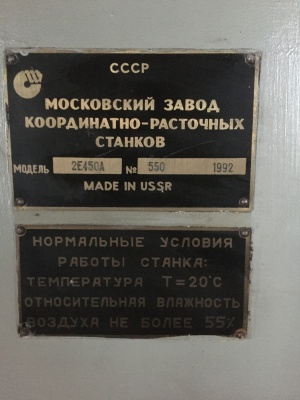 СССР
МОСКОВСКИЙ ЗАВОД
КООРДИНАТНО-РАСТОЧНЫХ
СТАНКОВ
МОДЕЛЬ 2Е450А № 550 1992
MADE IN USSR
НОРМАЛЬНЫЕ УСЛОВИЯ
РАБОТЫ СТАНКА:
ТЕМПЕРАТУРА Т=20°С
ОТНОСИТЕЛЬНАЯ ВЛАЖНОСТЬ
ВОЗДУХА НЕ БОЛЕЕ 55%